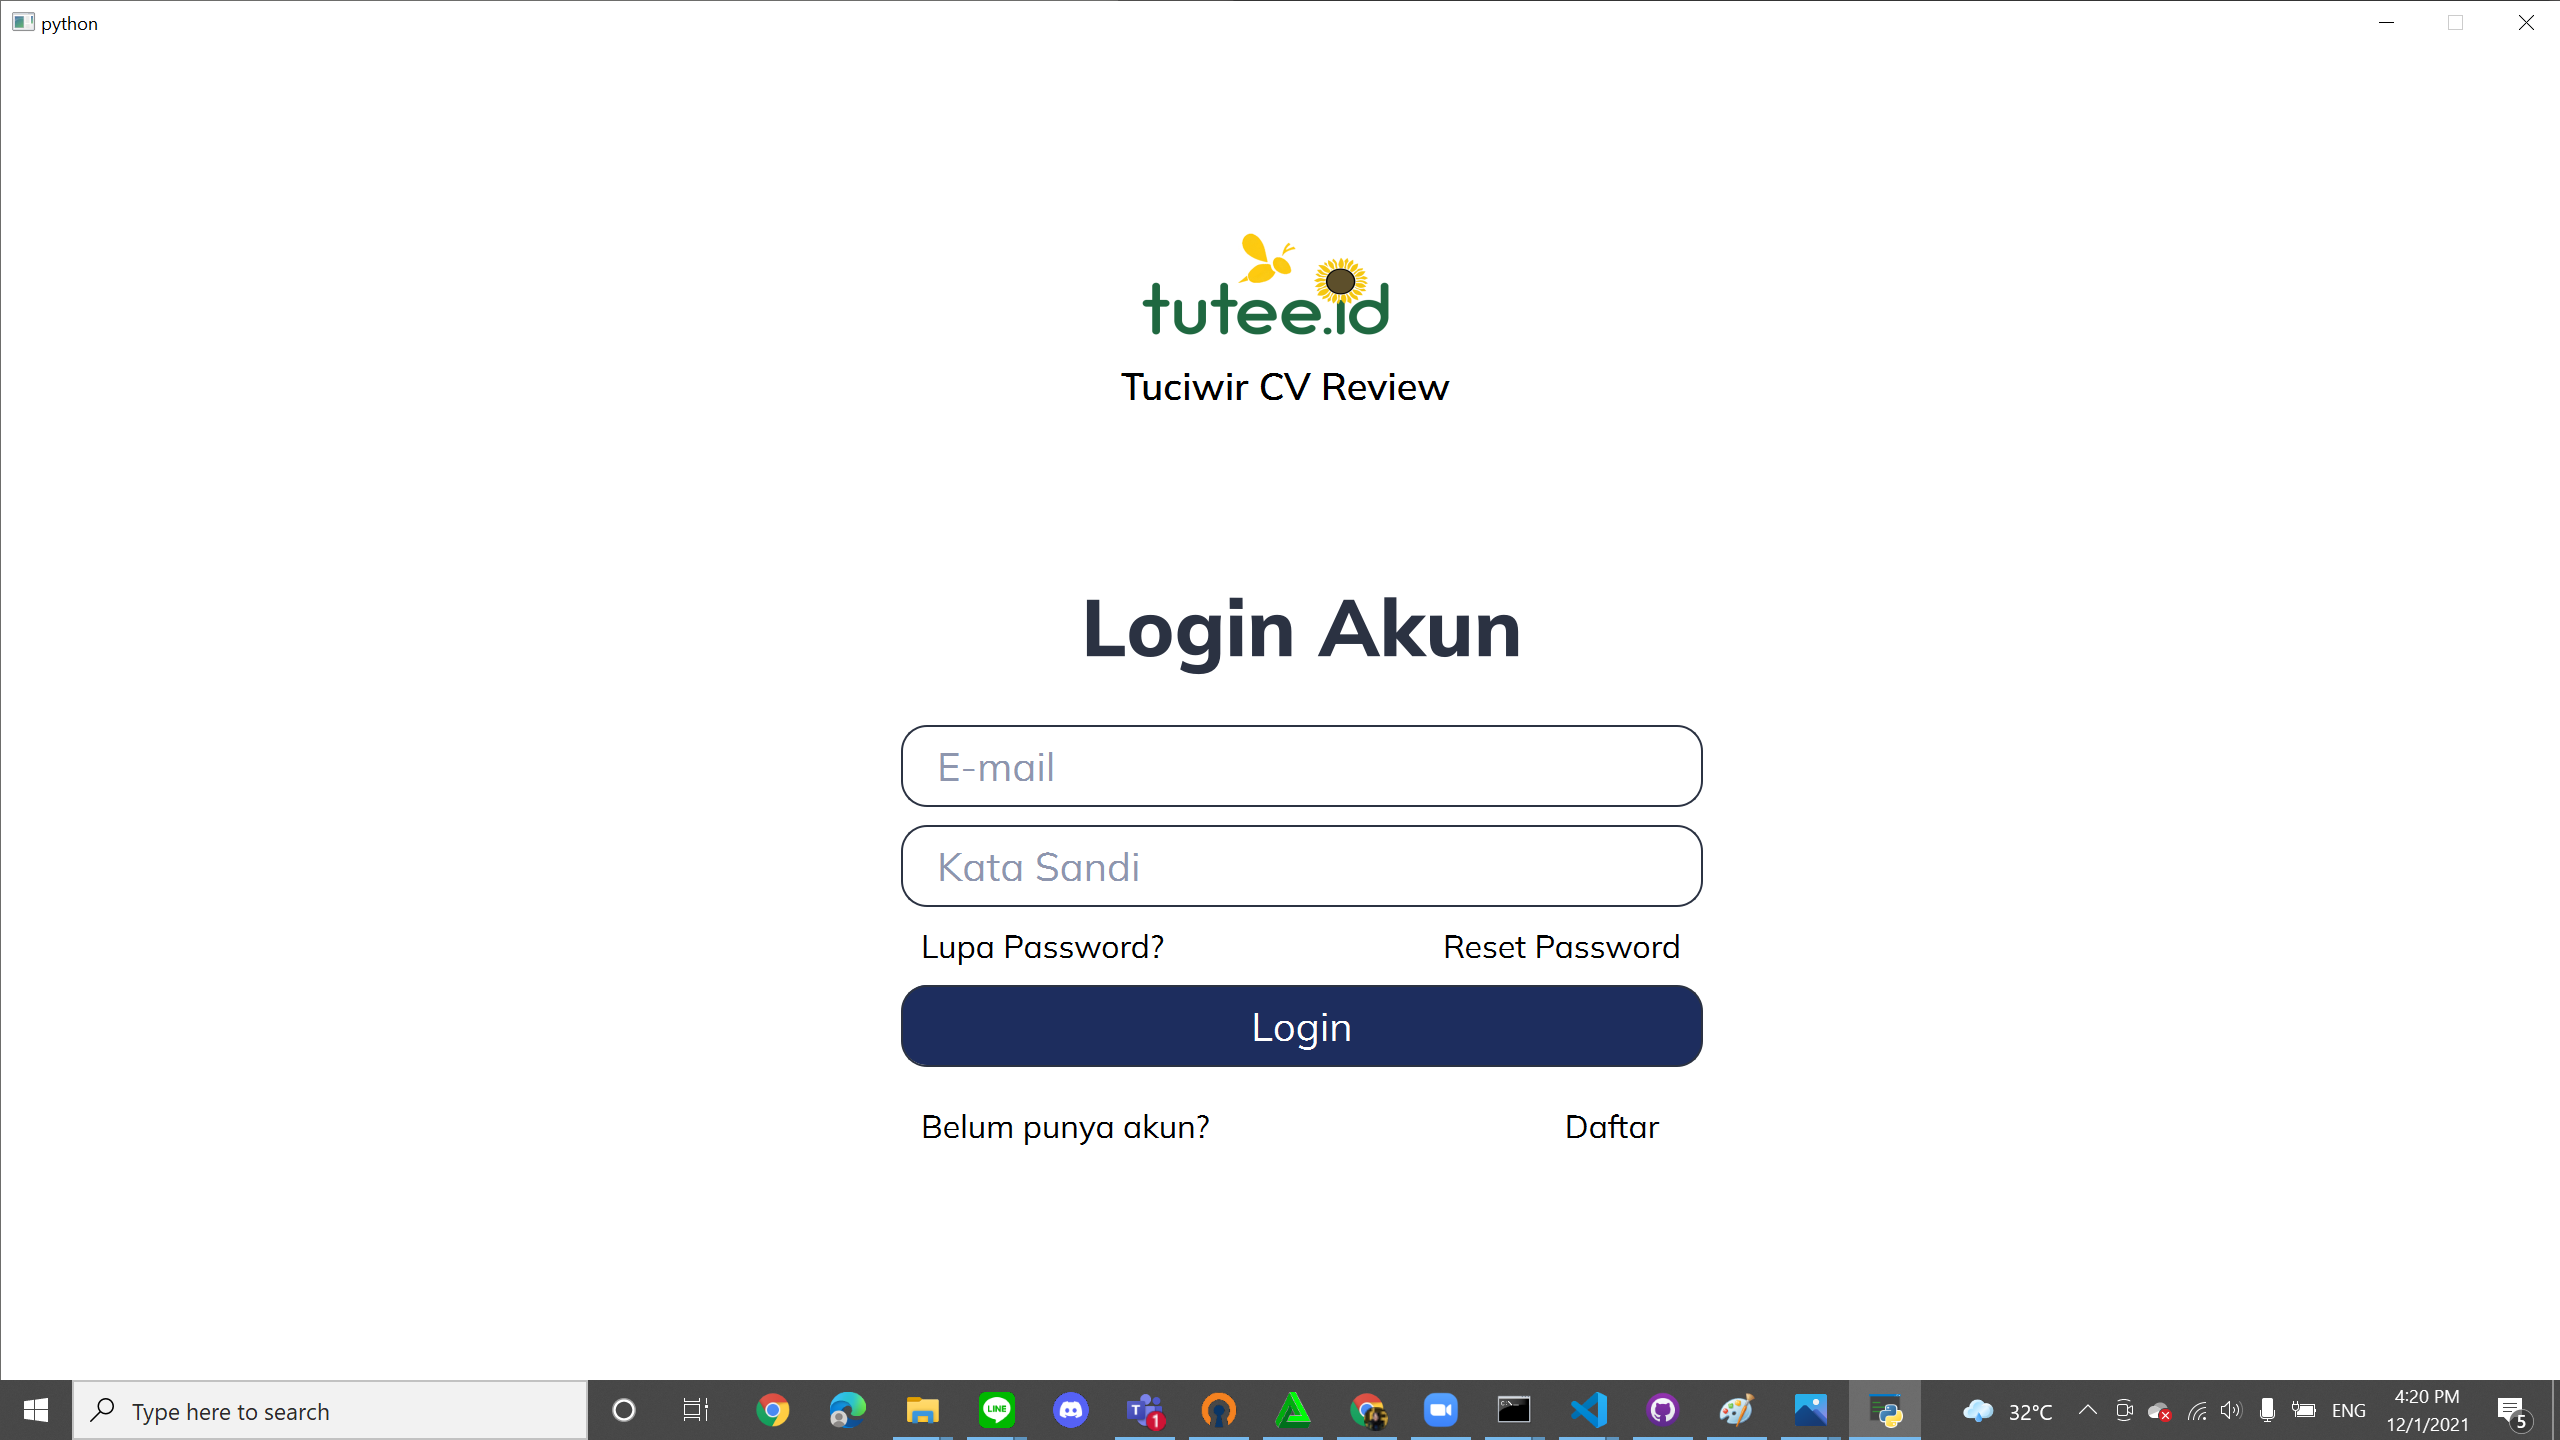 python
tutee.id
Tuciwir CV Review
Login Akun
E-mail
Kata Sandi
Lupa Password? Reset Password
Login
Belum punya akun? Daftar
Type here to search
LINE
T 1
C:\_
32°C
ENG
4:20 PM
12/1/2021
5